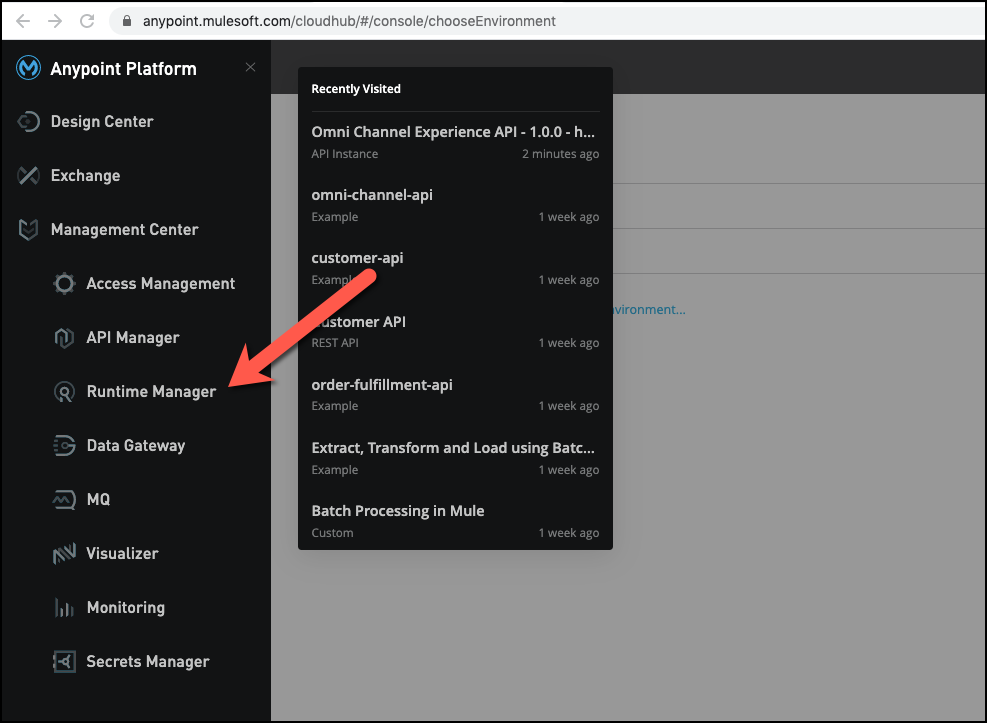 anypoint.mulesoft.com/cloudhub/#/console/chooseEnvironment
Anypoint Platform
Design Center
Exchange
Management Center
Access Management
API Manager
Runtime Manager
Data Gateway
MQ
Visualizer
Monitoring
Secrets Manager
Recently Visited
Omni Channel Experience API - 1.0.0 - h...
API Instance 2 minutes ago
omni-channel-api
Example 1 week ago
customer-api
Example 1 week ago
Customer API
REST API 1 week ago
order-fulfillment-api
Example 1 week ago
Extract, Transform and Load using Batc...
Example 1 week ago
Batch Processing in Mule
Custom 1 week ago
vironment...